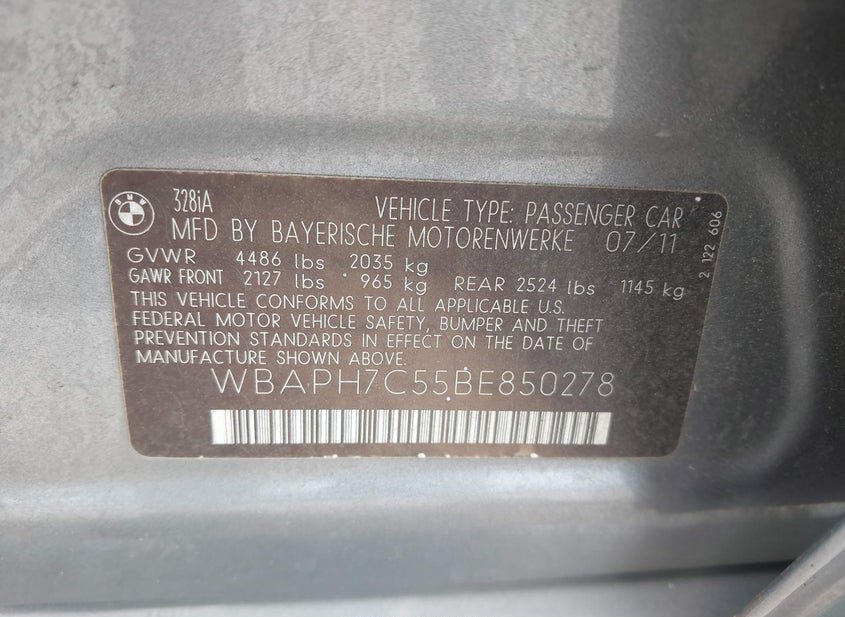 BMW
328iA
VEHICLE TYPE: PASSENGER CAR
MFD BY BAYERISCHE MOTORENWERKE 07/11
GVWR 4486 lbs 2035 kg
GAWR FRONT 2127 lbs 965 kg REAR 2524 lbs 1145 kg
THIS VEHICLE CONFORMS TO ALL APPLICABLE U.S.
FEDERAL MOTOR VEHICLE SAFETY, BUMPER AND THEFT
PREVENTION STANDARDS IN EFFECT ON THE DATE OF
MANUFACTURE SHOWN ABOVE
WBAPH7C55BE850278
2 122 606